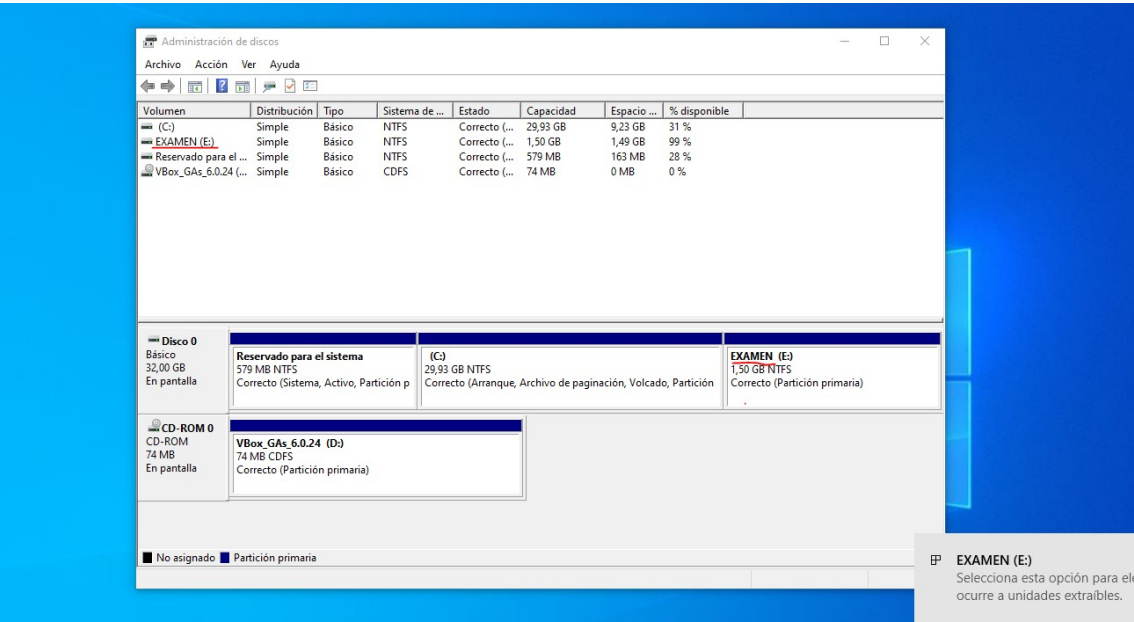 Administración de discos
Archivo Acción Ver Ayuda
Volumen Distribución Tipo Sistema de ... Estado Capacidad Espacio ... % disponible
(C:) Simple Básico NTFS Correcto (... 29,93 GB 9,23 GB 31 %
EXAMEN (E:) Simple Básico NTFS Correcto (... 1,50 GB 1,49 GB 99 %
Reservado para el ... Simple Básico NTFS Correcto (... 579 MB 163 MB 28 %
VBox_GAs_6.0.24 (... Simple Básico CDFS Correcto (... 74 MB 0 MB 0 %
Disco 0
Básico
32,00 GB
En pantalla
Reservado para el sistema
579 MB NTFS
Correcto (Sistema, Activo, Partición p
(C:)
29,93 GB NTFS
Correcto (Arranque, Archivo de paginación, Volcado, Partición
EXAMEN (E:)
1,50 GB NTFS
Correcto (Partición primaria)
CD-ROM 0
CD-ROM
74 MB
En pantalla
VBox_GAs_6.0.24 (D:)
74 MB CDFS
Correcto (Partición primaria)
No asignado Partición primaria
EXAMEN (E:)
Selecciona esta opción para ele
ocurre a unidades extraíbles.